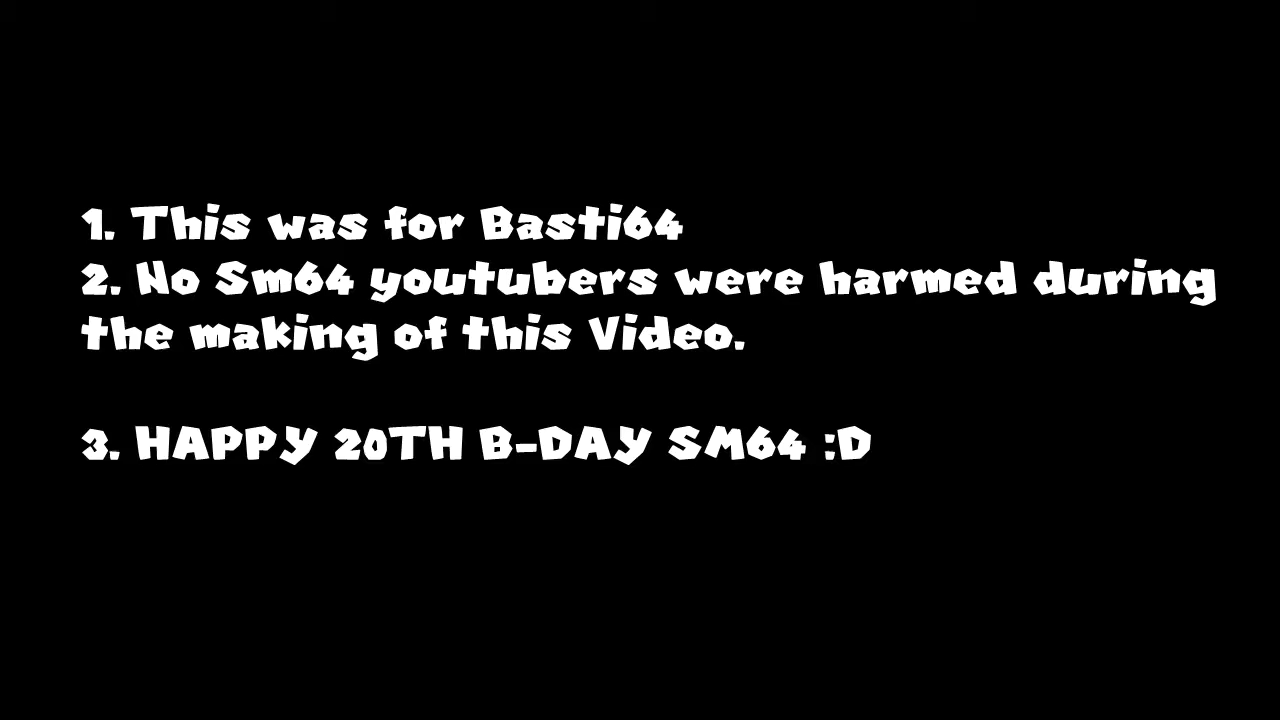 1. This was for Basti64
2. No Sm64 youtubers were harmed during
the making of this Video.
3. HAPPY 20TH B-DAY SM64 :D